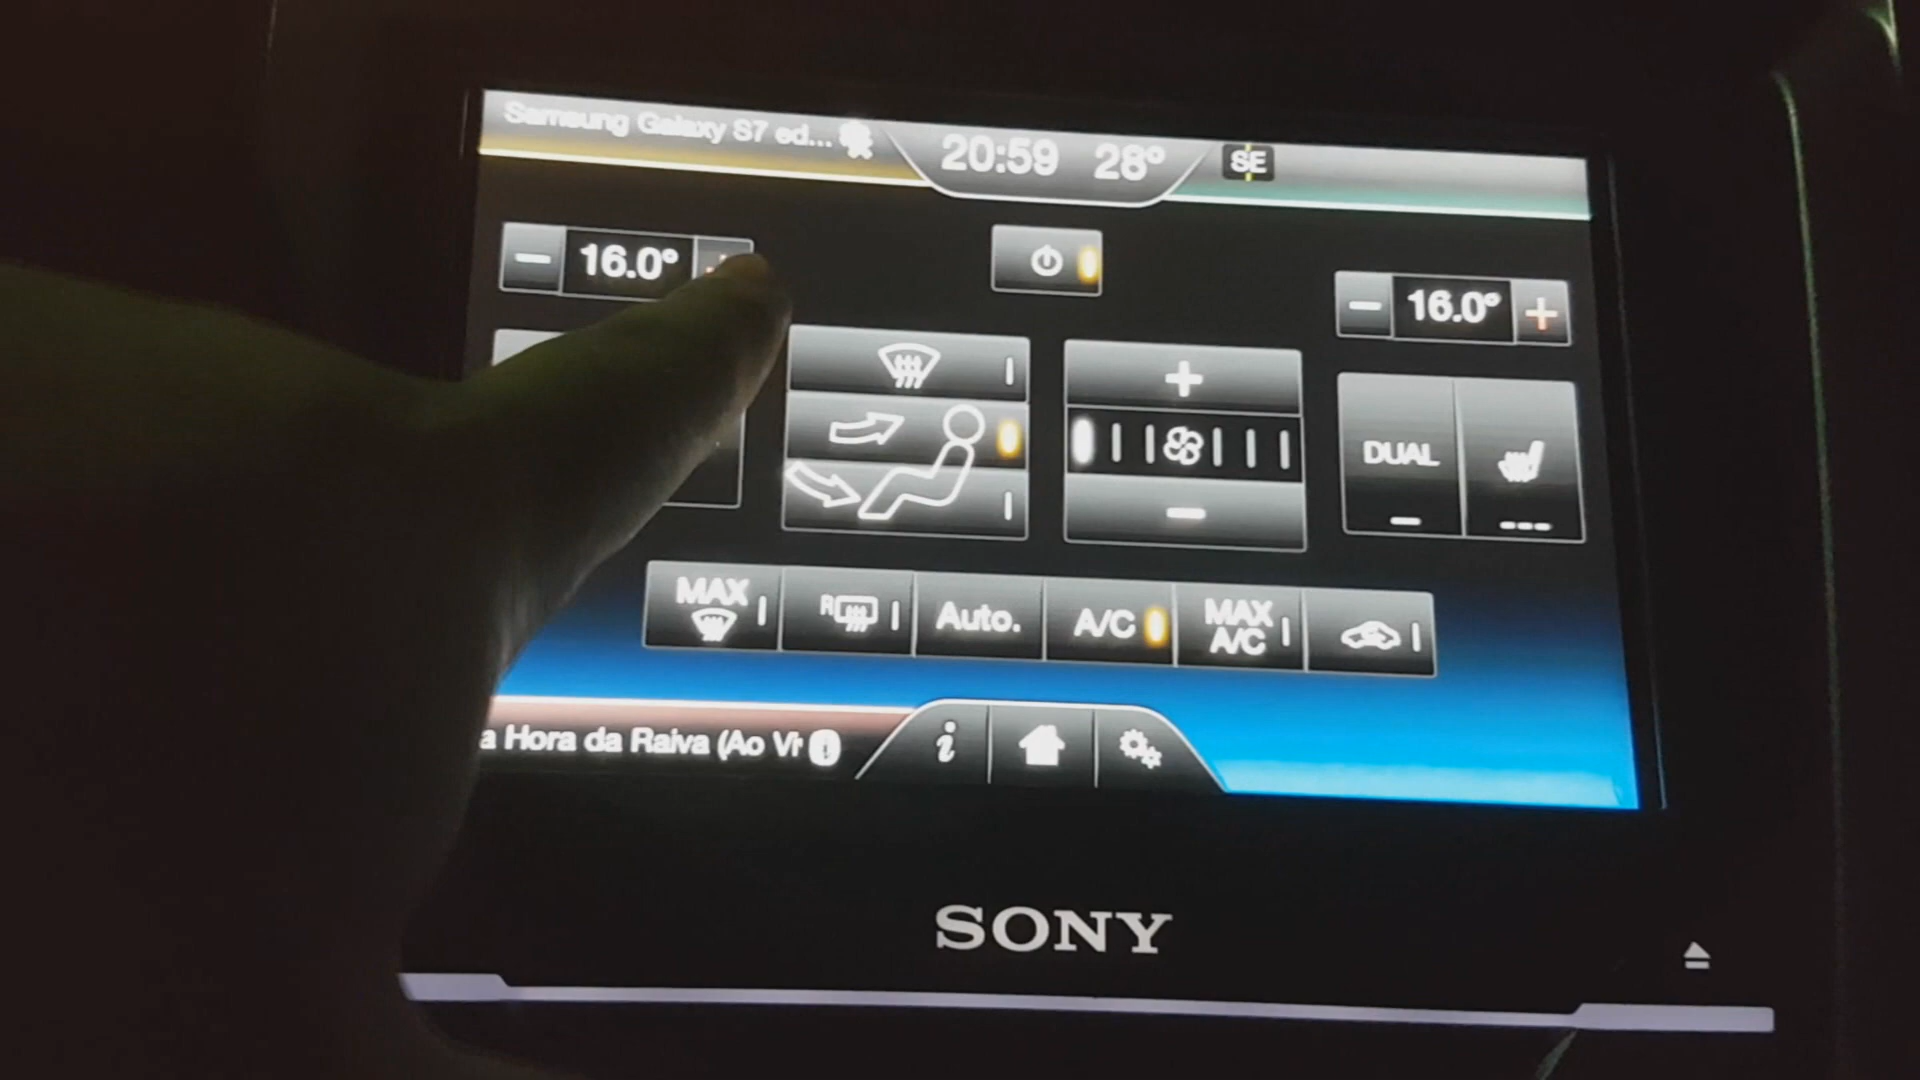 Samsung Galaxy S7 ed...
20:59 28°
SE
− 16.0° +
− 16.0° +
+
−
DUAL
MAX
R
Auto.
A/C
MAX A/C
a Hora da Raiva (Ao Vi
i
SONY